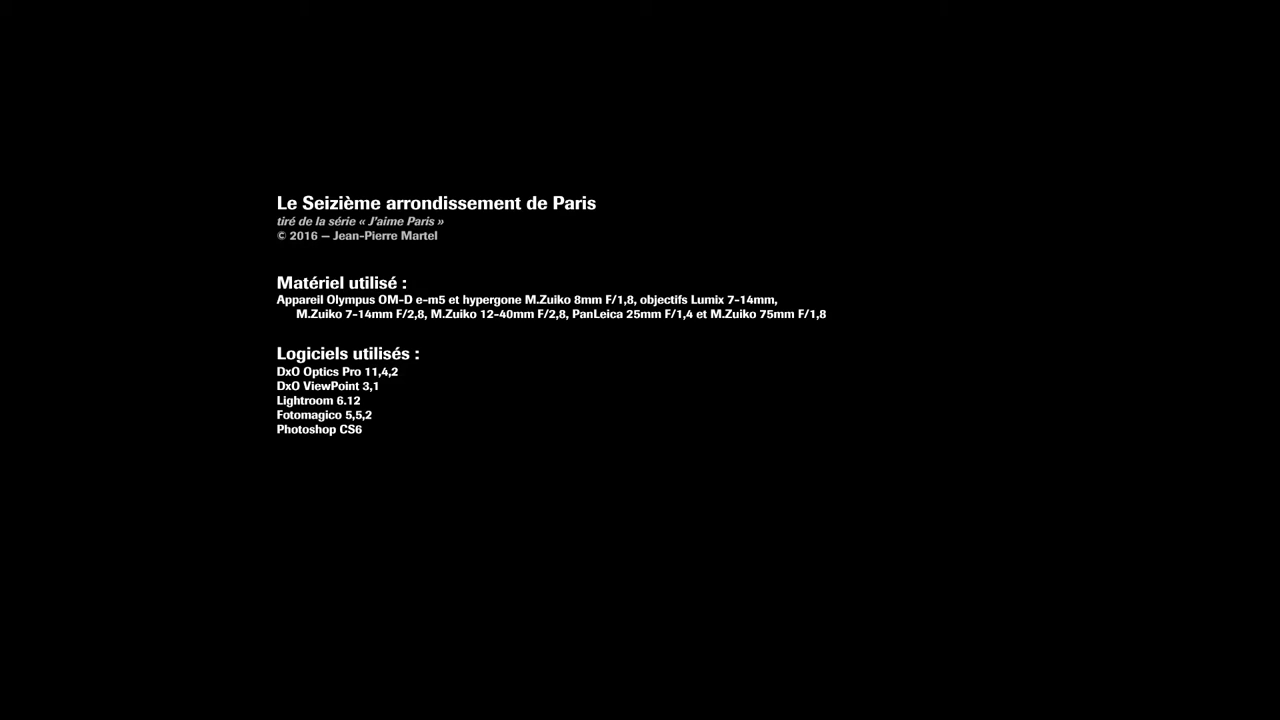 Le Seizième arrondissement de Paris
tiré de la série « J'aime Paris »
© 2016 — Jean-Pierre Martel
Matériel utilisé :
Appareil Olympus OM-D e-m5 et hypergone M.Zuiko 8mm F/1,8, objectifs Lumix 7-14mm,
M.Zuiko 7-14mm F/2,8, M.Zuiko 12-40mm F/2,8, PanLeica 25mm F/1,4 et M.Zuiko 75mm F/1,8
Logiciels utilisés :
DxO Optics Pro 11,4,2
DxO ViewPoint 3,1
Lightroom 6.12
Fotomagico 5,5,2
Photoshop CS6